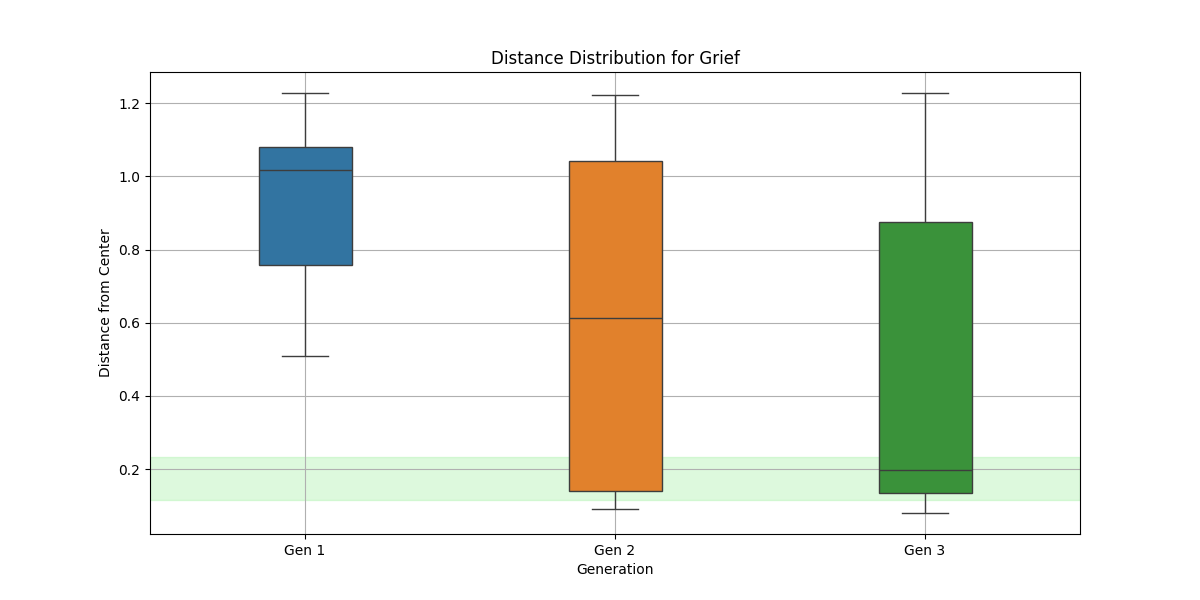 Distance Distribution for Grief
Distance from Center
1.2
1.0
0.8
0.6
0.4
0.2
Gen 1 Gen 2 Gen 3
Generation